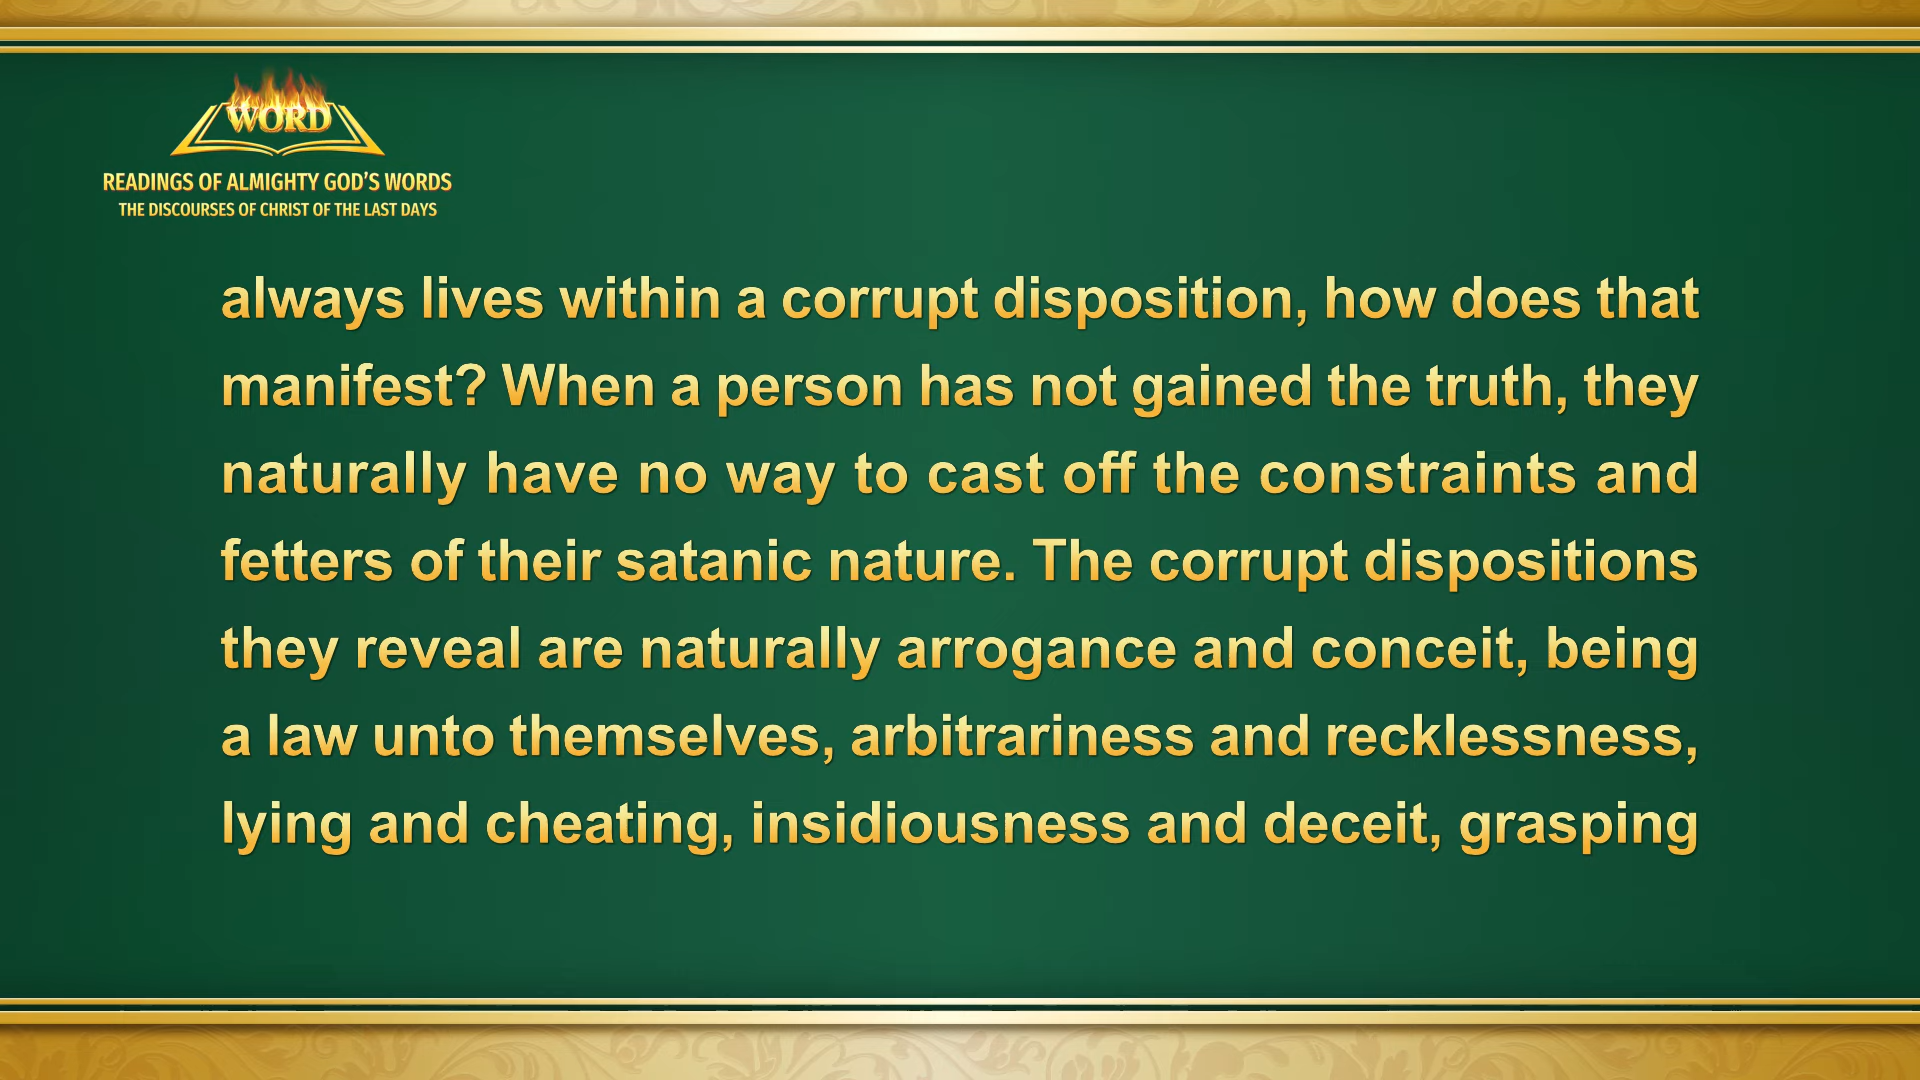 WORD
READINGS OF ALMIGHTY GOD'S WORDS
THE DISCOURSES OF CHRIST OF THE LAST DAYS
always lives within a corrupt disposition, how does that
manifest? When a person has not gained the truth, they
naturally have no way to cast off the constraints and
fetters of their satanic nature. The corrupt dispositions
they reveal are naturally arrogance and conceit, being
a law unto themselves, arbitrariness and recklessness,
lying and cheating, insidiousness and deceit, grasping